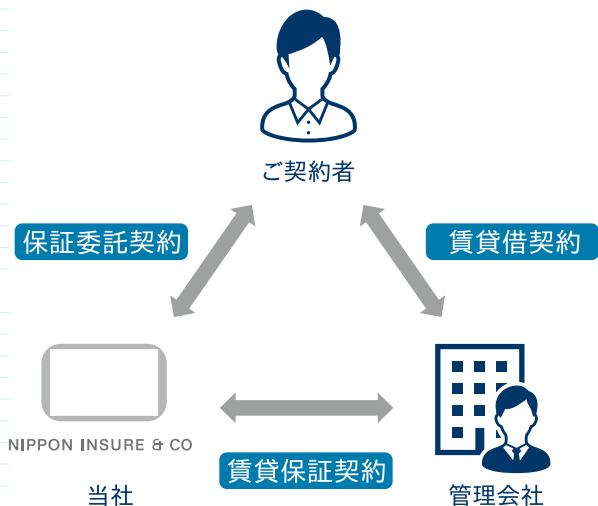 ご契約者
保証委託契約
賃貸借契約
NIPPON INSURE & CO
賃貸保証契約
当社
管理会社